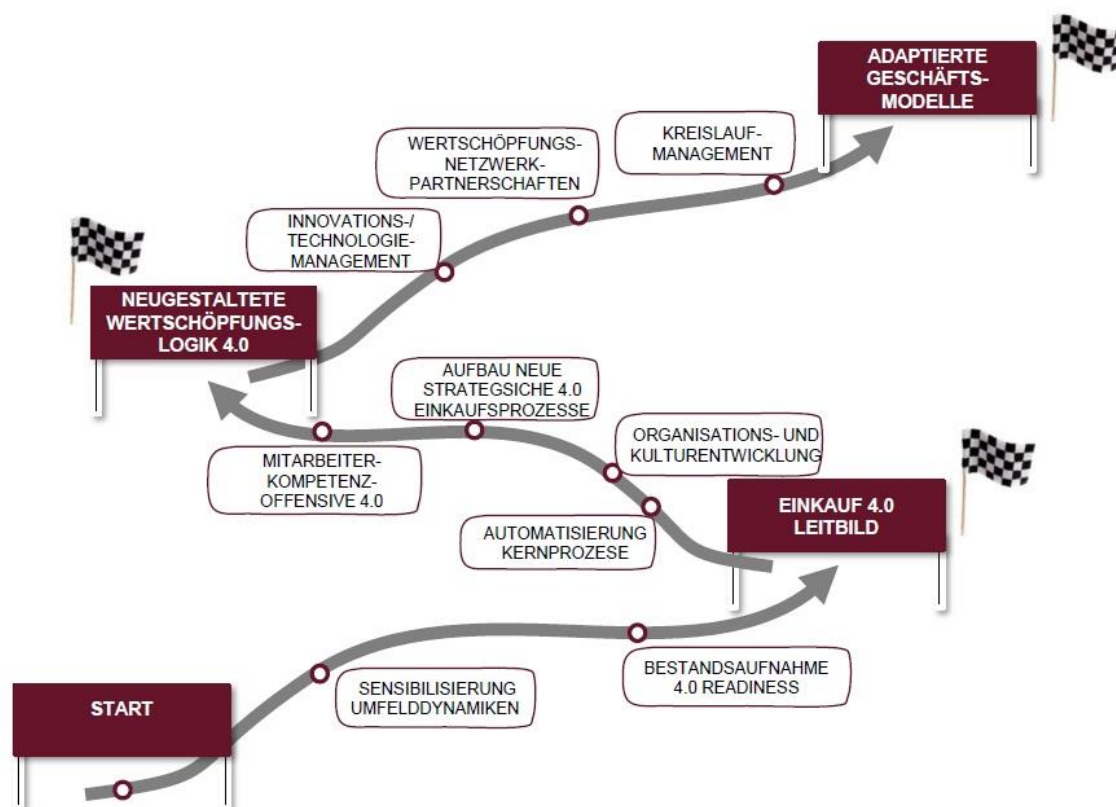 ADAPTIERTE
GESCHÄFTS-
MODELLE
KREISLAUF-
MANAGEMENT
WERTSCHÖPFUNGS-
NETZWERK-
PARTNERSCHAFTEN
INNOVATIONS-/
TECHNOLOGIE-
MANAGEMENT
NEUGESTALTETE
WERTSCHÖPFUNGS-
LOGIK 4.0
AUFBAU NEUE
STRATEGSICHE 4.0
EINKAUFSPROZESSE
ORGANISATIONS- UND
KULTURENTWICKLUNG
MITARBEITER-
KOMPETENZ-
OFFENSIVE 4.0
AUTOMATISIERUNG
KERNPROZESE
EINKAUF 4.0
LEITBILD
BESTANDSAUFNAHME
4.0 READINESS
SENSIBILISIERUNG
UMFELDDYNAMIKEN
START